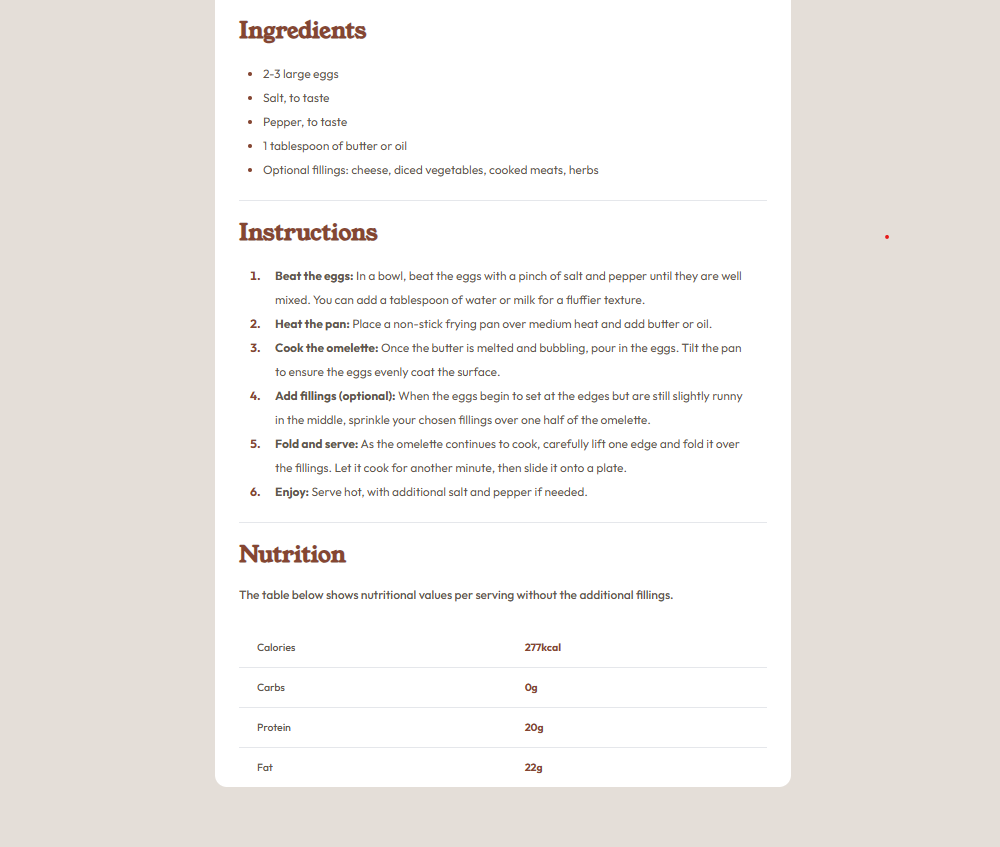 Ingredients
• 2-3 large eggs
• Salt, to taste
• Pepper, to taste
• 1 tablespoon of butter or oil
• Optional fillings: cheese, diced vegetables, cooked meats, herbs
Instructions
1. Beat the eggs: In a bowl, beat the eggs with a pinch of salt and pepper until they are well
mixed. You can add a tablespoon of water or milk for a fluffier texture.
2. Heat the pan: Place a non-stick frying pan over medium heat and add butter or oil.
3. Cook the omelette: Once the butter is melted and bubbling, pour in the eggs. Tilt the pan
to ensure the eggs evenly coat the surface.
4. Add fillings (optional): When the eggs begin to set at the edges but are still slightly runny
in the middle, sprinkle your chosen fillings over one half of the omelette.
5. Fold and serve: As the omelette continues to cook, carefully lift one edge and fold it over
the fillings. Let it cook for another minute, then slide it onto a plate.
6. Enjoy: Serve hot, with additional salt and pepper if needed.
Nutrition
The table below shows nutritional values per serving without the additional fillings.
Calories 277kcal
Carbs 0g
Protein 20g
Fat 22g